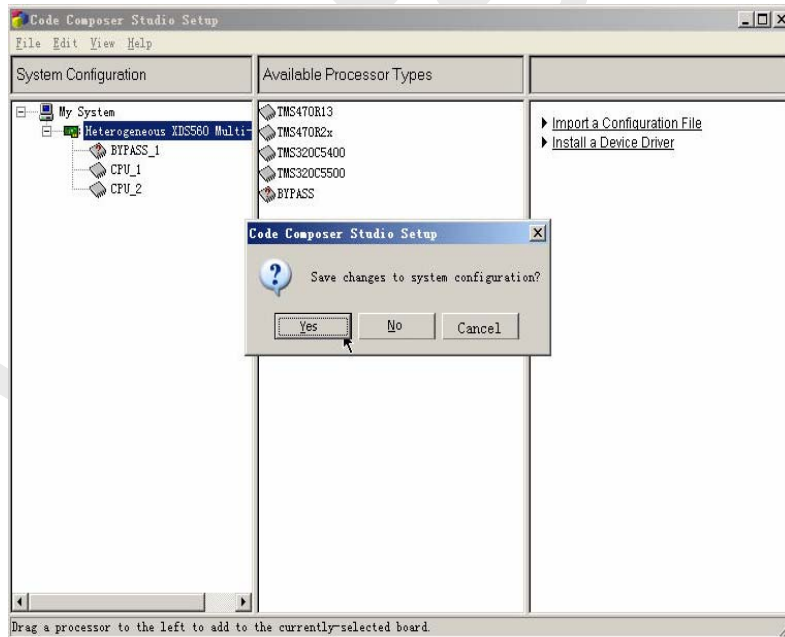 Code Composer Studio Setup
File Edit View Help
System Configuration
Available Processor Types
My System
Heterogeneous XDS560 Multi-
BYPASS_1
CPU_1
CPU_2
TMS470R13
TMS470R2x
TMS320C5400
TMS320C5500
BYPASS
Import a Configuration File
Install a Device Driver
Code Composer Studio Setup
Save changes to system configuration?
Yes No Cancel
Drag a processor to the left to add to the currently-selected board.